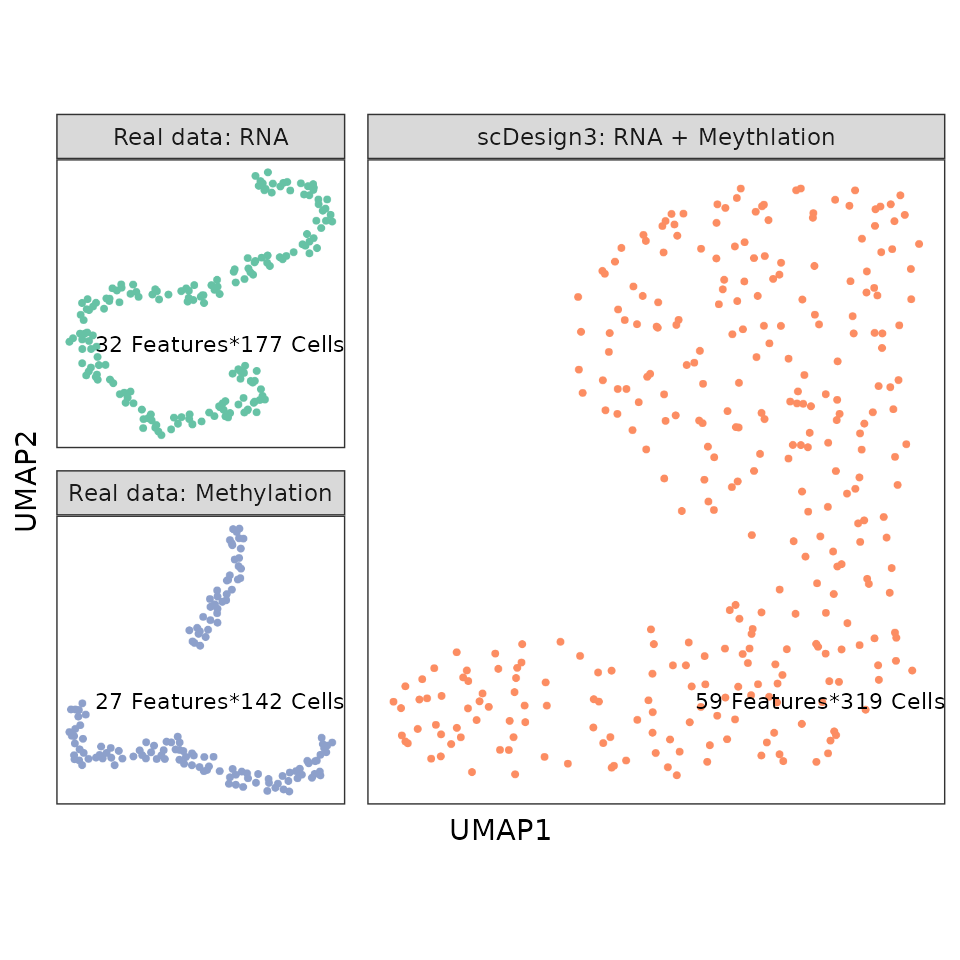 Real data: RNA
scDesign3: RNA + Meythlation
32 Features*177 Cells
UMAP2
Real data: Methylation
27 Features*142 Cells
59 Features*319 Cells
UMAP1